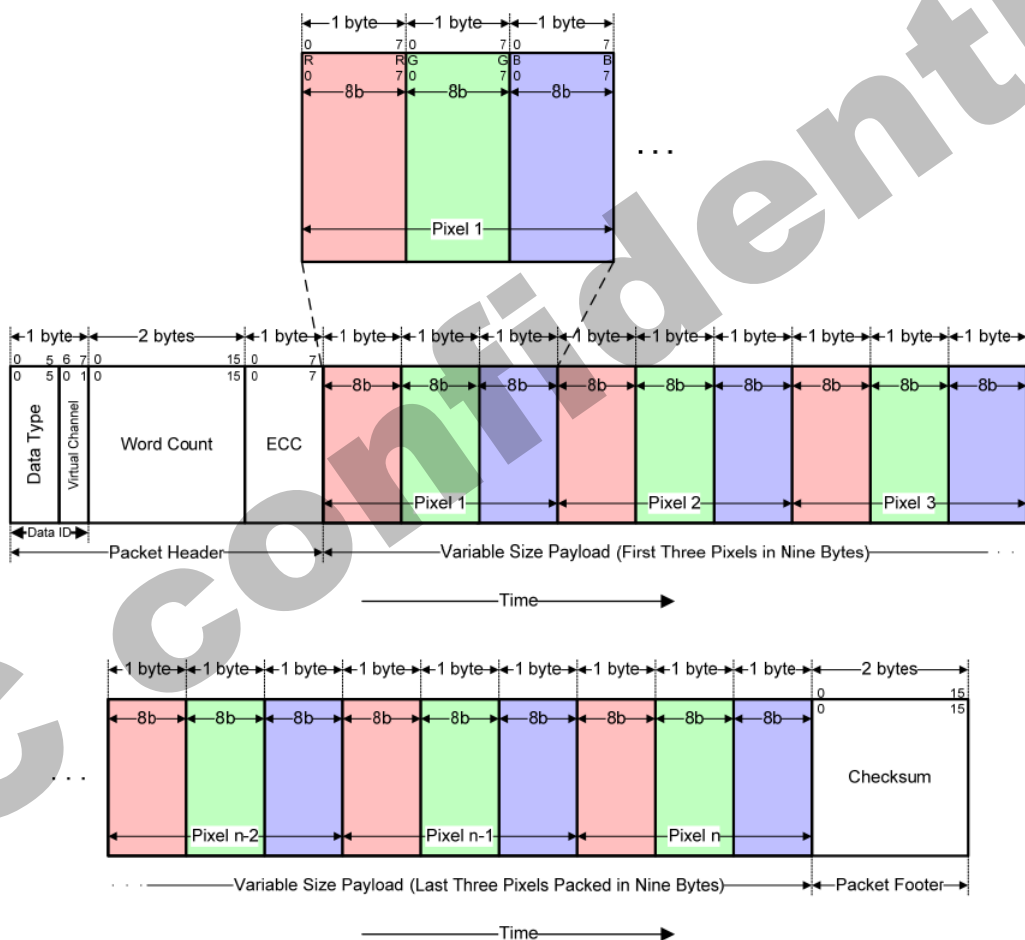 1 byte 1 byte 1 byte
0 7 0 7 0 7
R R G G B B
0 7 0 7 0 7
8b 8b 8b
. . .
Pixel 1
1 byte 2 bytes 1 byte 1 byte 1 byte 1 byte 1 byte 1 byte 1 byte 1 byte 1 byte 1 byte
0 5 6 7 0 15 0 7
0 5 0 1 0 15 0 7
8b 8b 8b 8b 8b 8b 8b 8b 8b
Data Type
Virtual Channel
Word Count
ECC
Pixel 1 Pixel 2 Pixel 3
Data ID
Packet Header Variable Size Payload (First Three Pixels in Nine Bytes)
Time
1 byte 1 byte 1 byte 1 byte 1 byte 1 byte 1 byte 1 byte 1 byte 2 bytes
0 15
0 15
8b 8b 8b 8b 8b 8b 8b 8b 8b
. . .
Checksum
Pixel n-2 Pixel n-1 Pixel n
Variable Size Payload (Last Three Pixels Packed in Nine Bytes) Packet Footer
Time
C confident